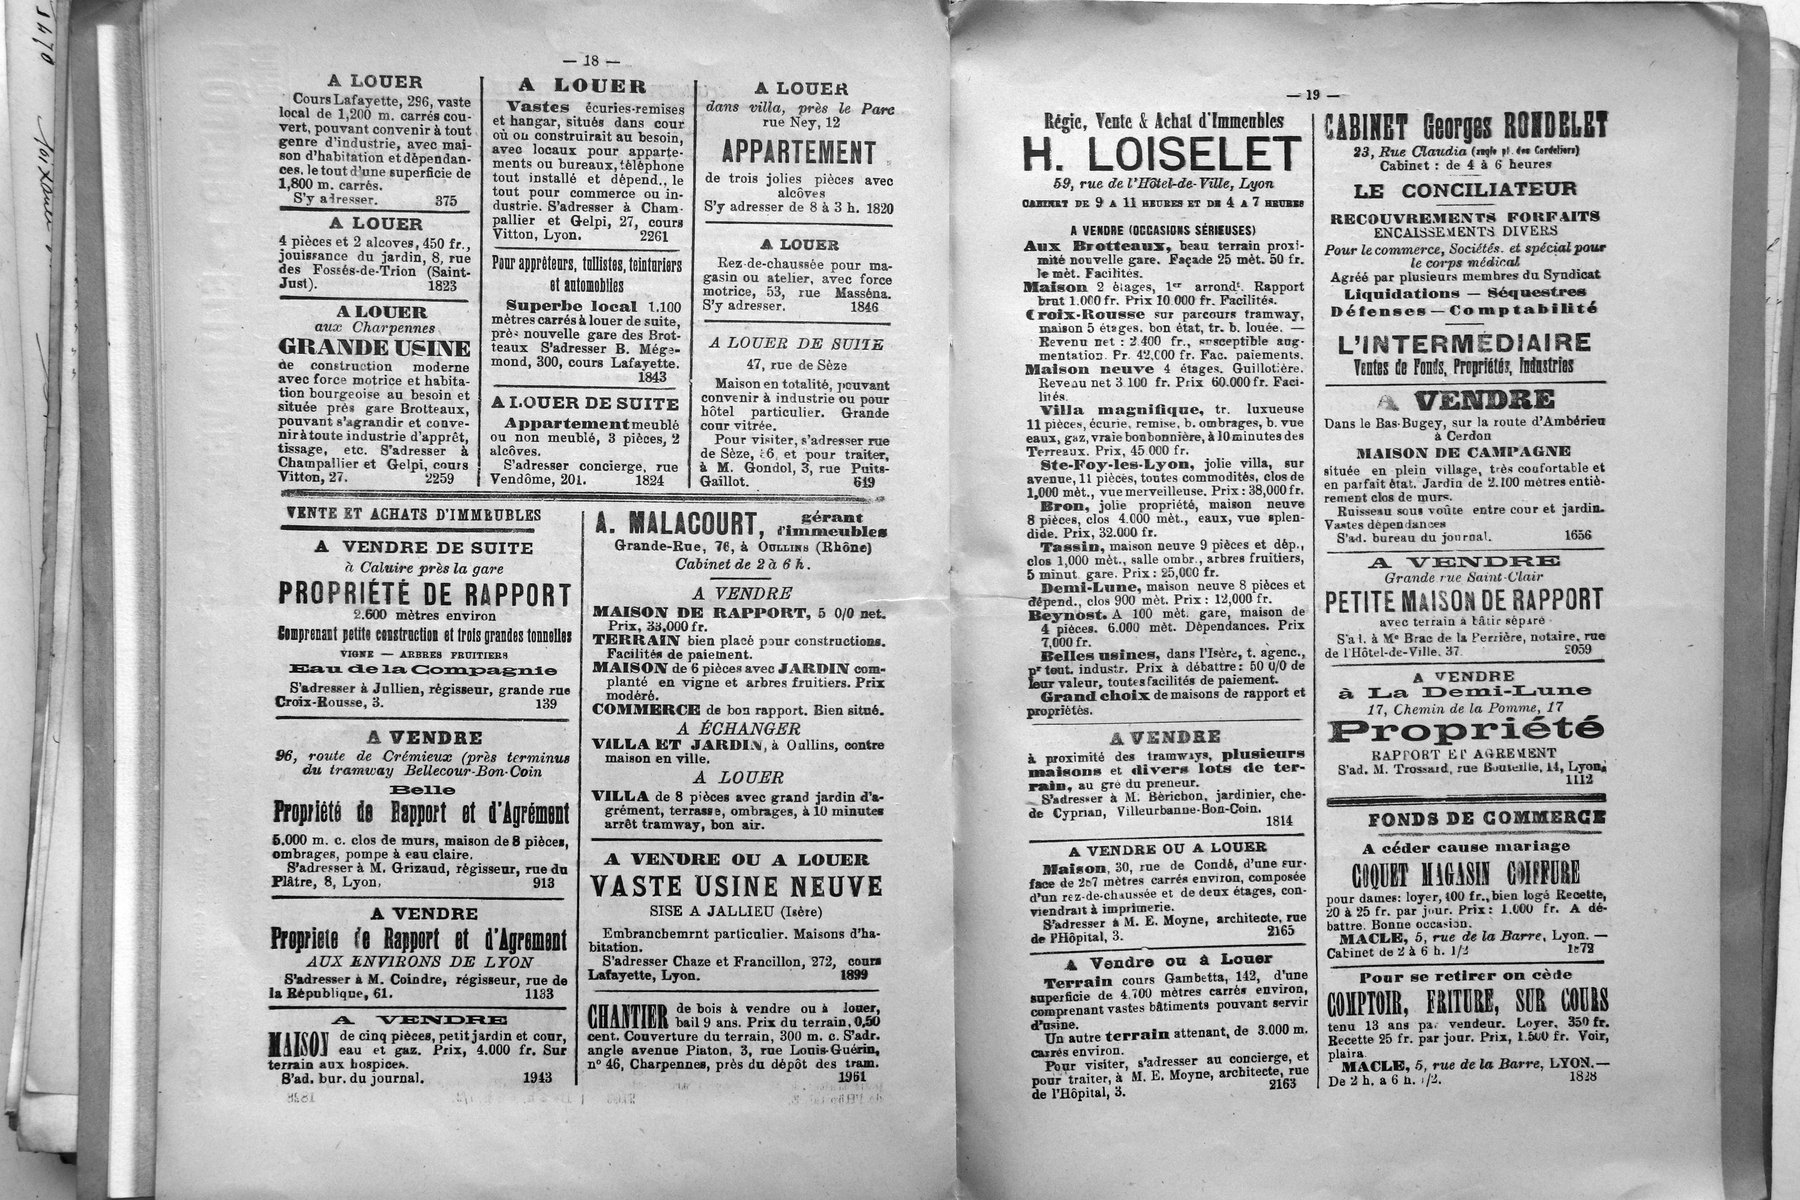 — 18 —
A LOUER
Cours Lafayette, 296, vaste
local de 1,200 m. carrés cou-
vert, pouvant convenir à tout
genre d'industrie, avec mai-
son d'habitation et dépendan-
ces, le tout d'une superficie de
1,800 m. carrés.
S'y adresser. 375
A LOUER
4 pièces et 2 alcoves, 450 fr.,
jouissance du jardin, 8, rue
des Fossés-de-Trion (Saint-
Just). 1823
A LOUER
aux Charpennes
GRANDE USINE
de construction moderne
avec force motrice et habita-
tion bourgeoise au besoin et
située près gare Brotteaux,
pouvant s'agrandir et conve-
nir à toute industrie d'apprêt,
tissage, etc. S'adresser à
Champallier et Gelpi, cours
Vitton, 27. 2259
A LOUER
Vastes écuries-remises
et hangar, situés dans cour
où on construirait au besoin,
avec locaux pour apparte-
ments ou bureaux, téléphone
tout installé et dépend., le
tout pour commerce ou in-
dustrie. S'adresser à Cham-
pallier et Gelpi, 27, cours
Vitton, Lyon. 2261
Pour apprêteurs, tullistes, teinturiers
et automobiles
Superbe local 1.100
mètres carrés à louer de suite,
près nouvelle gare des Brot-
teaux S'adresser B. Mége-
mond, 300, cours Lafayette.
1843
A LOUER DE SUITE
Appartement meublé
ou non meublé, 3 pièces, 2
alcôves.
S'adresser concierge, rue
Vendôme, 201. 1824
A LOUER
dans villa, près le Parc
rue Ney, 12
APPARTEMENT
de trois jolies pièces avec
alcôves
S'y adresser de 8 à 3 h. 1820
A LOUER
Rez-de-chaussée pour ma-
gasin ou atelier, avec force
motrice, 53, rue Masséna.
S'y adresser. 1846
A LOUER DE SUITE
47, rue de Sèze
Maison en totalité, pouvant
convenir à industrie ou pour
hôtel particulier. Grande
cour vitrée.
Pour visiter, s'adresser rue
de Sèze, 6, et pour traiter,
à M. Gondol, 3, rue Puits-
Gaillot. 619
VENTE ET ACHATS D'IMMEUBLES
A VENDRE DE SUITE
à Caluire près la gare
PROPRIÉTÉ DE RAPPORT
2.600 mètres environ
Comprenant petite construction et trois grandes tonnelles
VIGNE — ARBRES FRUITIERS
Eau de la Compagnie
S'adresser à Jullien, régisseur, grande rue
Croix-Rousse, 3. 139
A VENDRE
96, route de Crémieux (près terminus
du tramway Bellecour-Bon-Coin
Belle
Propriété de Rapport et d'Agrément
5.000 m. c. clos de murs, maison de 8 pièces,
ombrages, pompe à eau claire.
S'adresser à M. Grizaud, régisseur, rue du
Plâtre, 8, Lyon. 913
A VENDRE
Propriete de Rapport et d'Agrement
AUX ENVIRONS DE LYON
S'adresser à M. Coindre, régisseur, rue de
la République, 61. 1133
A VENDRE
MAISON de cinq pièces, petit jardin et cour,
eau et gaz. Prix, 4.000 fr. Sur
terrain aux hospices.
S'ad. bur. du journal. 1943
A. MALACOURT, gérant
d'immeubles
Grande-Rue, 76, à OULLINS (Rhône)
Cabinet de 2 à 6 h.
A VENDRE
MAISON DE RAPPORT, 5 0/0 net.
Prix, 33,000 fr.
TERRAIN bien placé pour constructions.
Facilités de paiement.
MAISON de 6 pièces avec JARDIN com-
planté en vigne et arbres fruitiers. Prix
modéré.
COMMERCE de bon rapport. Bien situé.
A ÉCHANGER
VILLA ET JARDIN, à Oullins, contre
maison en ville.
A LOUER
VILLA de 8 pièces avec grand jardin d'a-
grément, terrasse, ombrages, à 10 minutes
arrêt tramway, bon air.
A VENDRE OU A LOUER
VASTE USINE NEUVE
SISE A JALLIEU (Isère)
Embranchemrnt particulier. Maisons d'ha-
bitation.
S'adresser Chaze et Francillon, 272, cours
Lafayette, Lyon. 1899
CHANTIER de bois à vendre ou à louer,
bail 9 ans. Prix du terrain, 0,50
cent. Couverture du terrain, 300 m. c. S'adr.
angle avenue Piaton, 3, rue Louis-Guérin,
n° 46, Charpennes, près du dépôt des tram.
1961
— 19 —
Régie, Vente & Achat d'Immeubles
H. LOISELET
59, rue de l'Hôtel-de-Ville, Lyon
CABINET DE 9 A 11 HEURES ET DE 4 A 7 HEURES
A VENDRE (OCCASIONS SÉRIEUSES)
Aux Brotteaux, beau terrain proxi-
mité nouvelle gare. Façade 25 mèt. 50 fr.
le mèt. Facilités.
Maison 2 étages, 1er arrondt. Rapport
brut 1.000 fr. Prix 10.000 fr. Facilités.
Croix-Rousse sur parcours tramway,
maison 5 étages, bon état, tr. b. louée. —
Revenu net : 2.400 fr., susceptible aug-
mentation. Pr. 42,000 fr. Fac. paiements.
Maison neuve 4 étages. Guillotière.
Revenu net 3.100 fr. Prix 60.000 fr. Faci-
lités.
Villa magnifique, tr. luxueuse
11 pièces, écurie, remise, b. ombrages, b. vue
eaux, gaz, vraie bonbonnière, à 10 minutes des
Terreaux. Prix, 45.000 fr.
Ste-Foy-les-Lyon, jolie villa, sur
avenue, 11 pièces, toutes commodités, clos de
1,000 mèt., vue merveilleuse. Prix : 38,000 fr.
Bron, jolie propriété, maison neuve
8 pièces, clos 4.000 mèt., eaux, vue splen-
dide. Prix, 32.000 fr.
Tassin, maison neuve 9 pièces et dép.,
clos 1,000 mèt., salle ombr., arbres fruitiers,
5 minut. gare. Prix : 25,000 fr.
Demi-Lune, maison neuve 8 pièces et
dépend., clos 900 mèt. Prix : 12,000 fr.
Beynost. A 100 mèt. gare, maison de
4 pièces. 6.000 mèt. Dépendances. Prix
7,000 fr.
Belles usines, dans l'Isère, t. agenc.,
pr tout. industr. Prix à débattre : 50 0/0 de
leur valeur, toutes facilités de paiement.
Grand choix de maisons de rapport et
propriétés.
A VENDRE
à proximité des tramways, plusieurs
maisons et divers lots de ter-
rain, au gré du preneur.
S'adresser à M. Bérichon, jardinier, che-
de Cyprian, Villeurbanne-Bon-Coin.
1814
A VENDRE OU A LOUER
Maison, 30, rue de Condé, d'une sur-
face de 267 mètres carrés environ, composée
d'un rez-de-chaussée et de deux étages, con-
viendrait à imprimerie.
S'adresser à M. E. Moyne, architecte, rue
de l'Hôpital, 3. 2165
A Vendre ou à Louer
Terrain cours Gambetta, 142, d'une
superficie de 4.700 mètres carrés environ,
comprenant vastes bâtiments pouvant servir
d'usine.
Un autre terrain attenant, de 3.000 m.
carrés environ.
Pour visiter, s'adresser au concierge, et
pour traiter, à M. E. Moyne, architecte, rue
de l'Hôpital, 3. 2163
CABINET Georges RONDELET
23, Rue Claudia (angle pl. des Cordeliers)
Cabinet : de 4 à 6 heures
LE CONCILIATEUR
RECOUVREMENTS FORFAITS
ENCAISSEMENTS DIVERS
Pour le commerce, Sociétés, et spécial pour
le corps médical
Agréé par plusieurs membres du Syndicat
Liquidations — Séquestres
Défenses — Comptabilité
L'INTERMÉDIAIRE
Ventes de Fonds, Propriétés, Industries
A VENDRE
Dans le Bas-Bugey, sur la route d'Ambérieu
à Cerdon
MAISON DE CAMPAGNE
située en plein village, très confortable et
en parfait état. Jardin de 2.100 mètres entiè-
rement clos de murs.
Ruisseau sous voûte entre cour et jardin.
Vastes dépendances
S'ad. bureau du journal. 1656
A VENDRE
Grande rue Saint-Clair
PETITE MAISON DE RAPPORT
avec terrain à bâtir séparé
S'ad. à Me Brac de la Perrière, notaire, rue
de l'Hôtel-de-Ville, 37. 2059
A VENDRE
à La Demi-Lune
17, Chemin de la Pomme, 17
Propriété
RAPPORT ET AGREMENT
S'ad. M. Trossard, rue Bouteille, 14, Lyon.
1112
FONDS DE COMMERCE
A céder cause mariage
COQUET MAGASIN COIFFURE
pour dames: loyer, 400 fr., bien logé Recette,
20 à 25 fr. par jour. Prix : 1.000 fr. A dé-
battre. Bonne occasion.
MACLE, 5, rue de la Barre, Lyon. —
Cabinet de 2 à 6 h. 1/2 1872
Pour se retirer on cède
COMPTOIR, FRITURE, SUR COURS
tenu 13 ans par vendeur. Loyer, 350 fr.
Recette 25 fr. par jour. Prix, 1.500 fr. Voir,
plaira.
MACLE, 5, rue de la Barre, LYON.—
De 2 h. à 6 h. 1/2. 1828